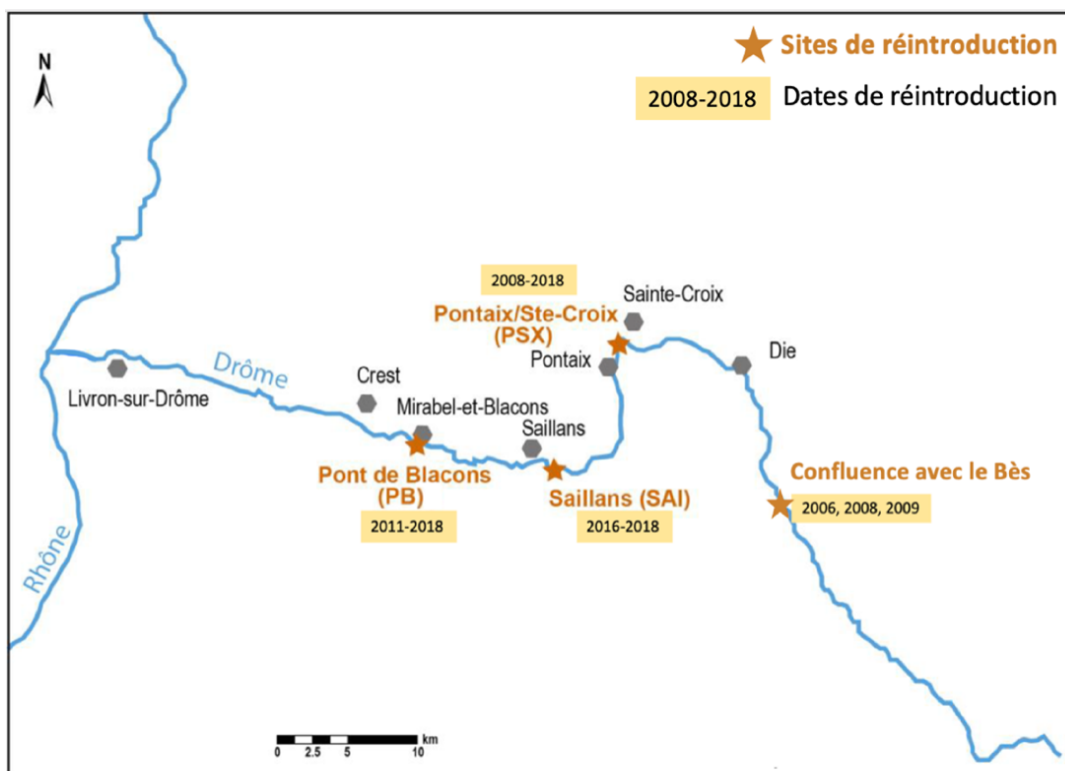 Sites de réintroduction
2008-2018 Dates de réintroduction
N
2008-2018
Sainte-Croix
Pontaix/Ste-Croix
(PSX)
Pontaix
Die
Drôme
Livron-sur-Drôme
Crest
Mirabel-et-Blacons
Saillans
Pont de Blacons
(PB)
2011-2018
Saillans (SAI)
2016-2018
Confluence avec le Bès
2006, 2008, 2009
Rhône
km
0 2.5 5 10